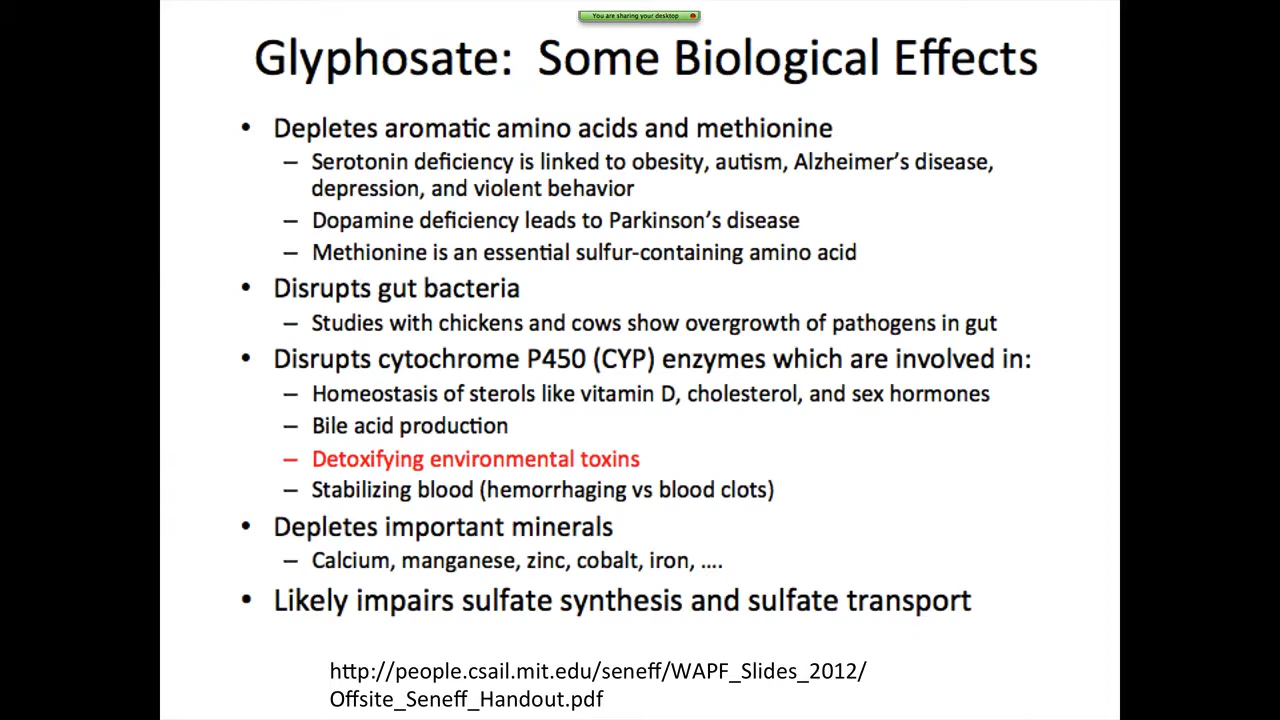 You are sharing your desktop
Glyphosate: Some Biological Effects
• Depletes aromatic amino acids and methionine
– Serotonin deficiency is linked to obesity, autism, Alzheimer's disease,
depression, and violent behavior
– Dopamine deficiency leads to Parkinson's disease
– Methionine is an essential sulfur-containing amino acid
• Disrupts gut bacteria
– Studies with chickens and cows show overgrowth of pathogens in gut
• Disrupts cytochrome P450 (CYP) enzymes which are involved in:
– Homeostasis of sterols like vitamin D, cholesterol, and sex hormones
– Bile acid production
– Detoxifying environmental toxins
– Stabilizing blood (hemorrhaging vs blood clots)
• Depletes important minerals
– Calcium, manganese, zinc, cobalt, iron, ....
• Likely impairs sulfate synthesis and sulfate transport
http://people.csail.mit.edu/seneff/WAPF_Slides_2012/
Offsite_Seneff_Handout.pdf